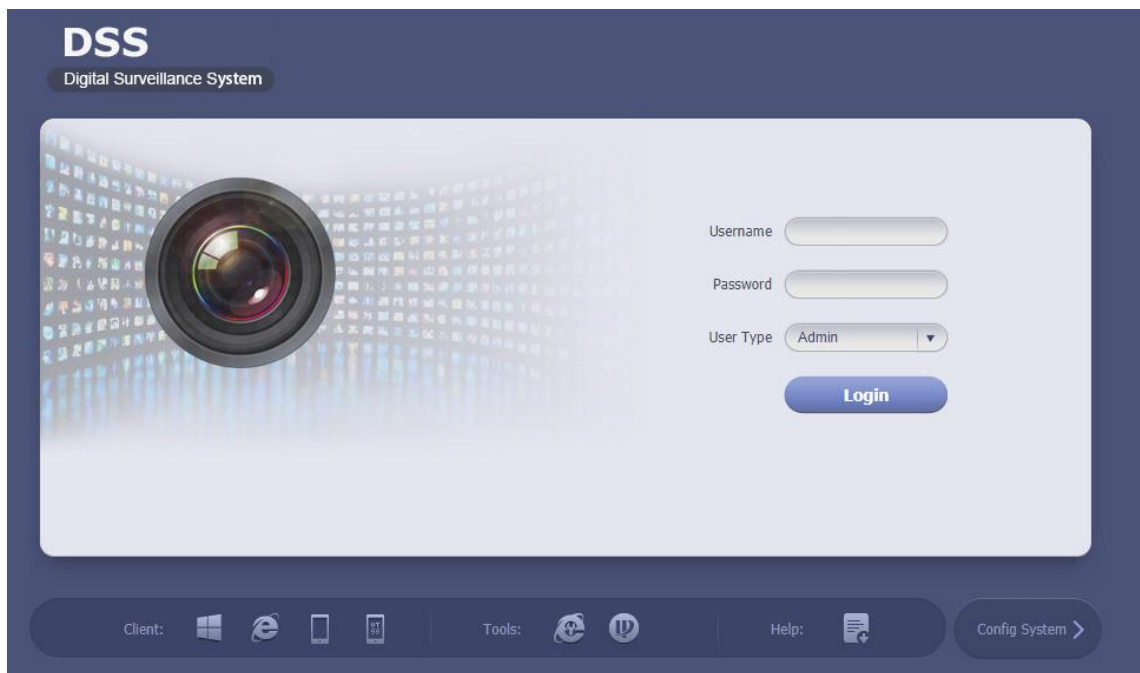 DSS
Digital Surveillance System
Username
Password
User Type Admin
Login
Client: Tools: Help: Config System